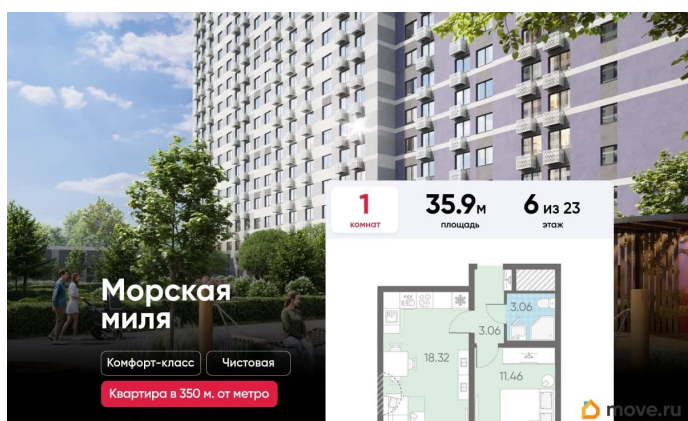 1
комнат
35.9м
площадь
6 из 23
этаж
Морская
миля
Комфорт-класс
Чистовая
Квартира в 350 м. от метро
3.06
3.06
18.32
11.46
move.ru